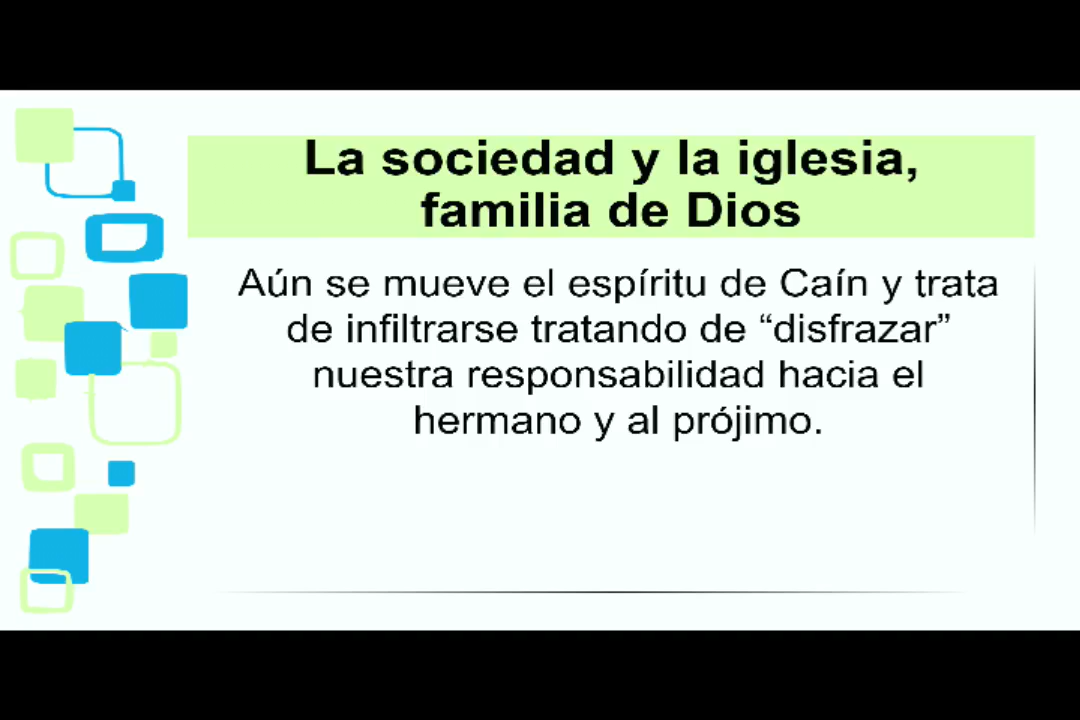 La sociedad y la iglesia,
familia de Dios
Aún se mueve el espíritu de Caín y trata
de infiltrarse tratando de “disfrazar”
nuestra responsabilidad hacia el
hermano y al prójimo.